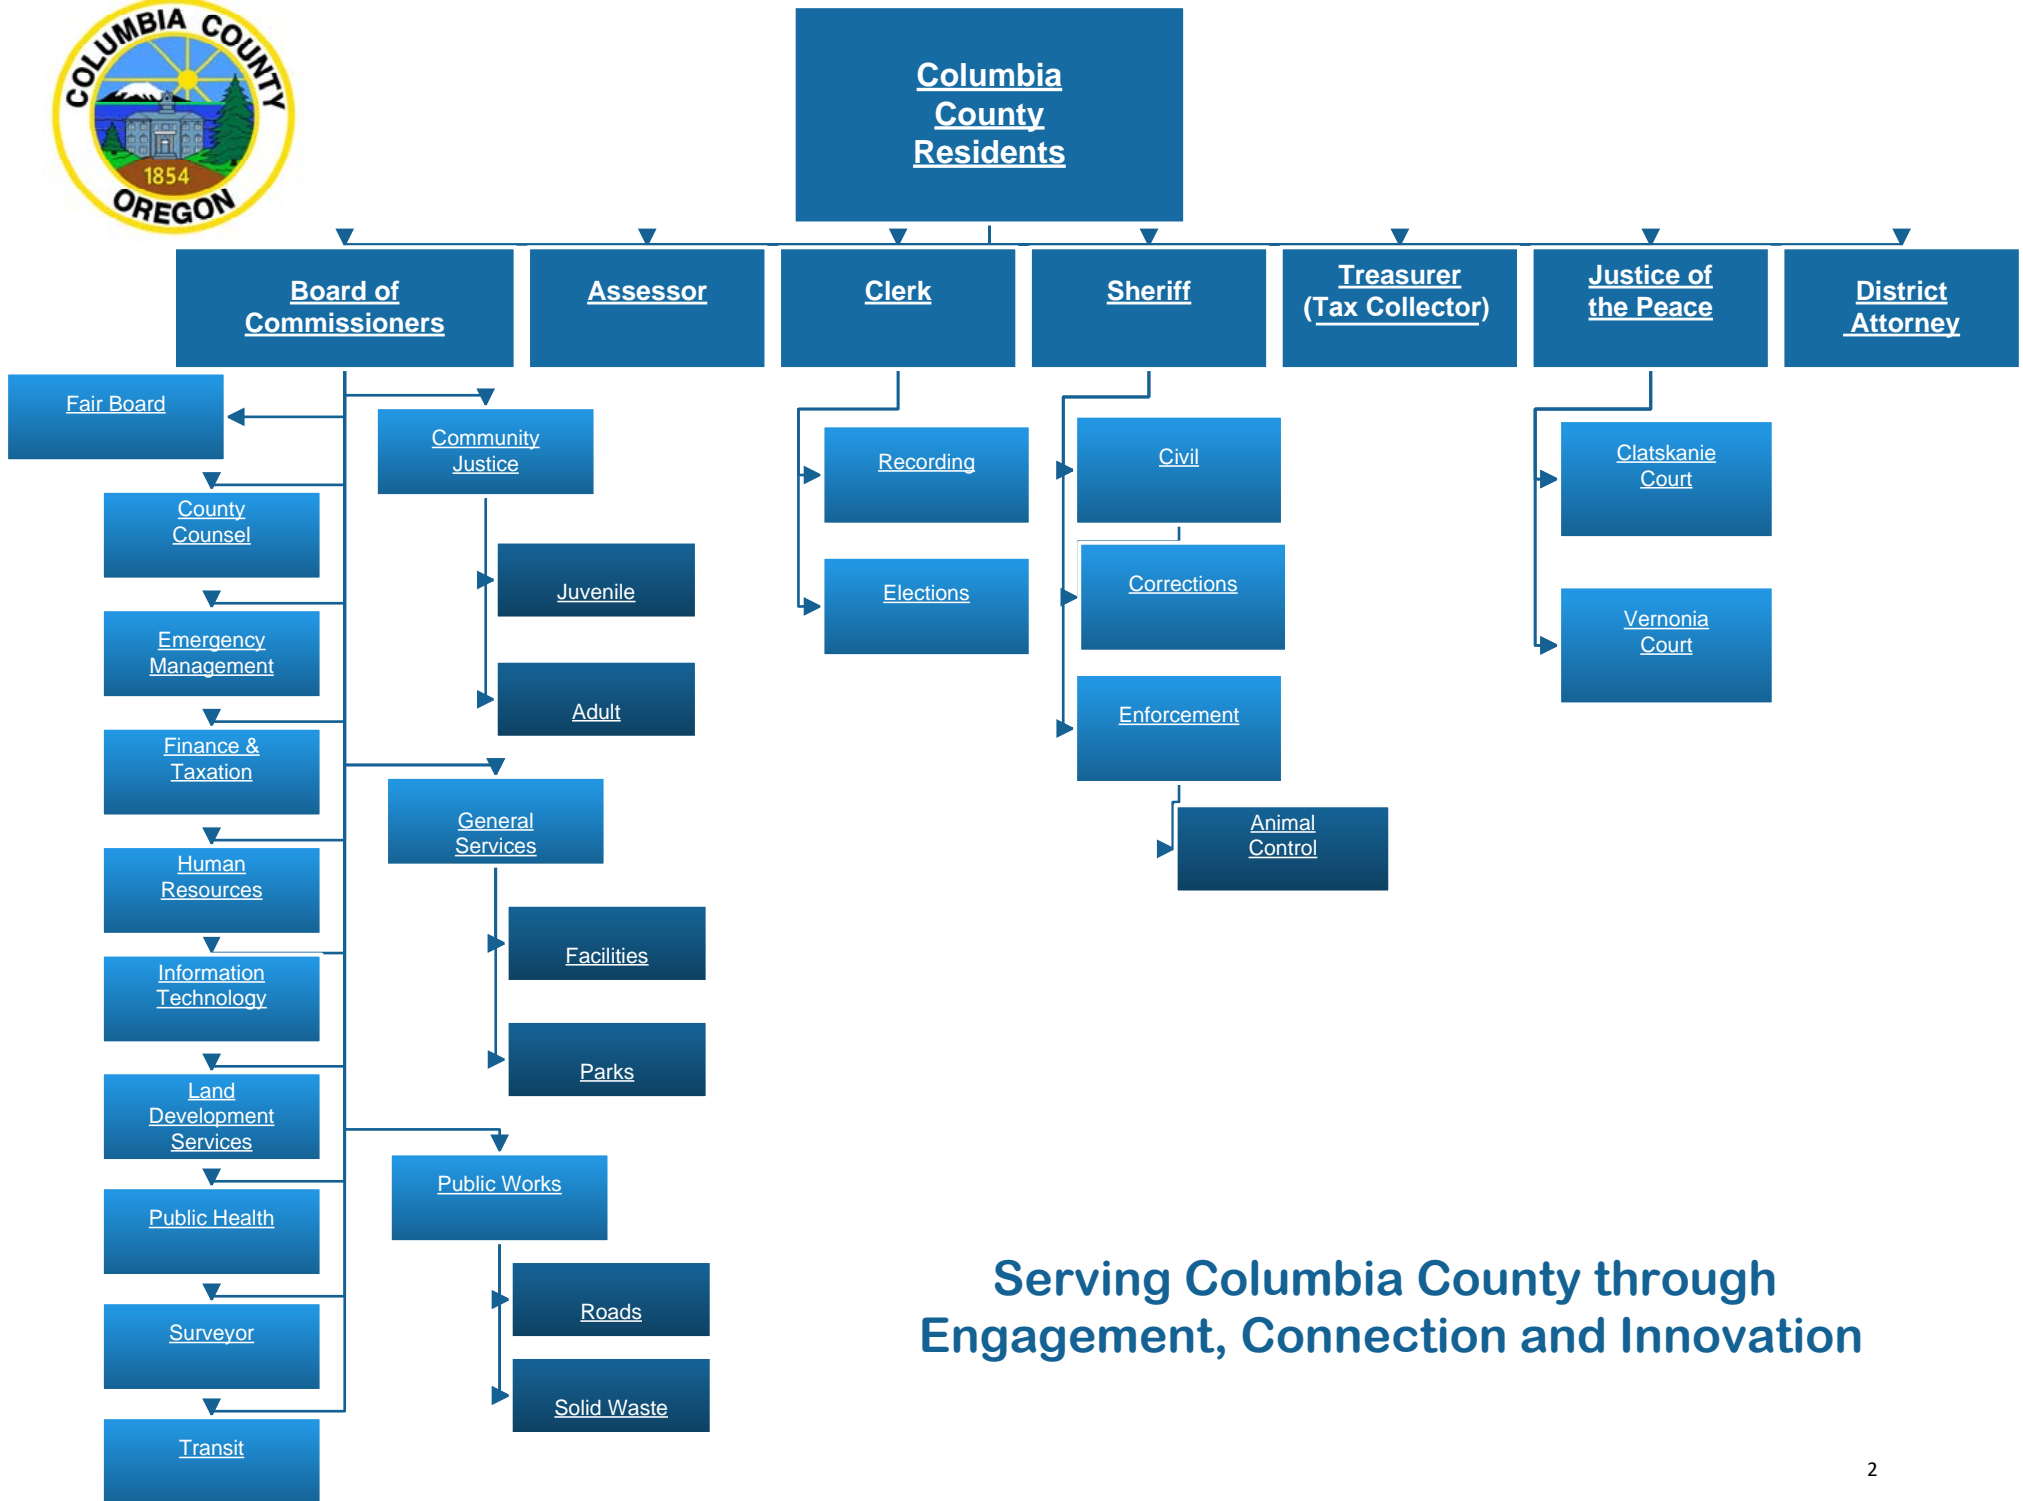 COLUMBIA COUNTY
1854
OREGON
Columbia
County
Residents
Board of
Commissioners
Assessor
Clerk
Sheriff
Treasurer
(Tax Collector)
Justice of
the Peace
District
Attorney
Fair Board
County
Counsel
Emergency
Management
Finance &
Taxation
Human
Resources
Information
Technology
Land
Development
Services
Public Health
Surveyor
Transit
Community
Justice
Juvenile
Adult
General
Services
Facilities
Parks
Public Works
Roads
Solid Waste
Recording
Elections
Civil
Corrections
Enforcement
Animal
Control
Clatskanie
Court
Vernonia
Court
Serving Columbia County through
Engagement, Connection and Innovation
2